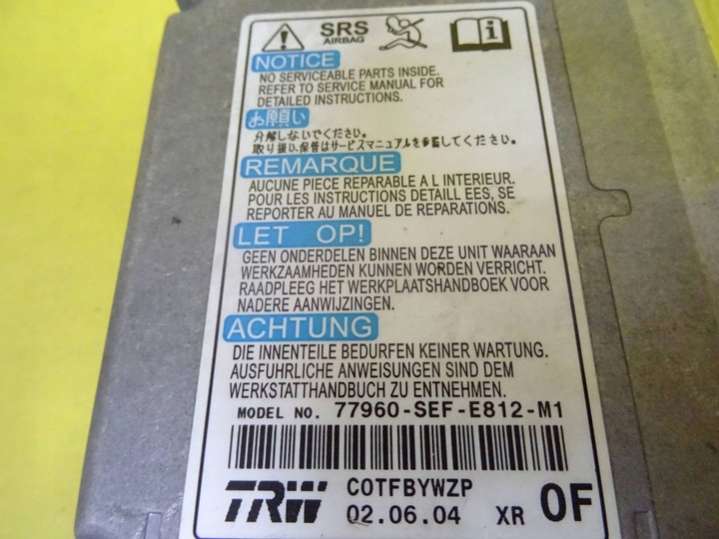 SRS
AIRBAG
NOTICE
NO SERVICEABLE PARTS INSIDE.
REFER TO SERVICE MANUAL FOR
DETAILED INSTRUCTIONS.
お願い
分解しないでください。
取り扱い、保管はサービスマニュアルを参照してください。
REMARQUE
AUCUNE PIECE REPARABLE A L INTERIEUR.
POUR LES INSTRUCTIONS DETAILL EES, SE
REPORTER AU MANUEL DE REPARATIONS.
LET OP!
GEEN ONDERDELEN BINNEN DEZE UNIT WAARAAN
WERKZAAMHEDEN KUNNEN WORDEN VERRICHT.
RAADPLEEG HET WERKPLAATSHANDBOEK VOOR
NADERE AANWIJZINGEN.
ACHTUNG
DIE INNENTEILE BEDURFEN KEINER WARTUNG.
AUSFUHRLICHE ANWEISUNGEN SIND DEM
WERKSTATTHANDBUCH ZU ENTNEHMEN.
MODEL NO. 77960-SEF-E812-M1
TRW C0TFBYWZP
02.06.04 XR 0F